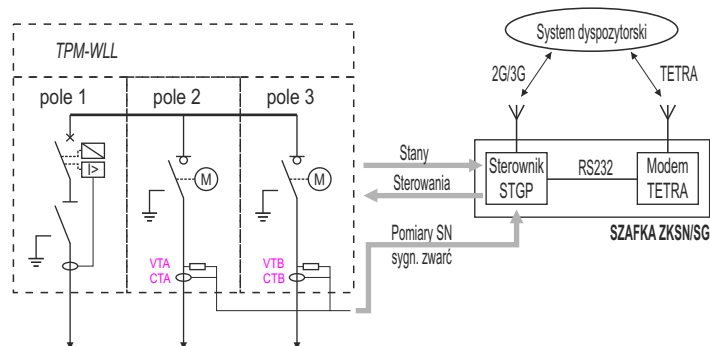 TPM-WLL
pole 1
pole 2
pole 3
I>
M
M
VTA
CTA
VTB
CTB
System dyspozytorski
2G/3G
TETRA
Stany
Sterowania
Pomiary SN
sygn. zwarć
Sterownik
STGP
RS232
Modem
TETRA
SZAFKA ZKSN/SG